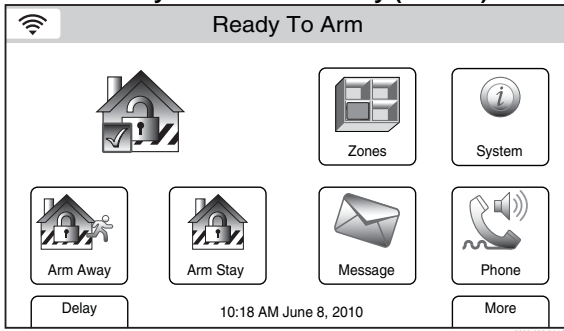 Ready To Arm
Zones
System
Arm Away
Arm Stay
Message
Phone
Delay
10:18 AM June 8, 2010
More